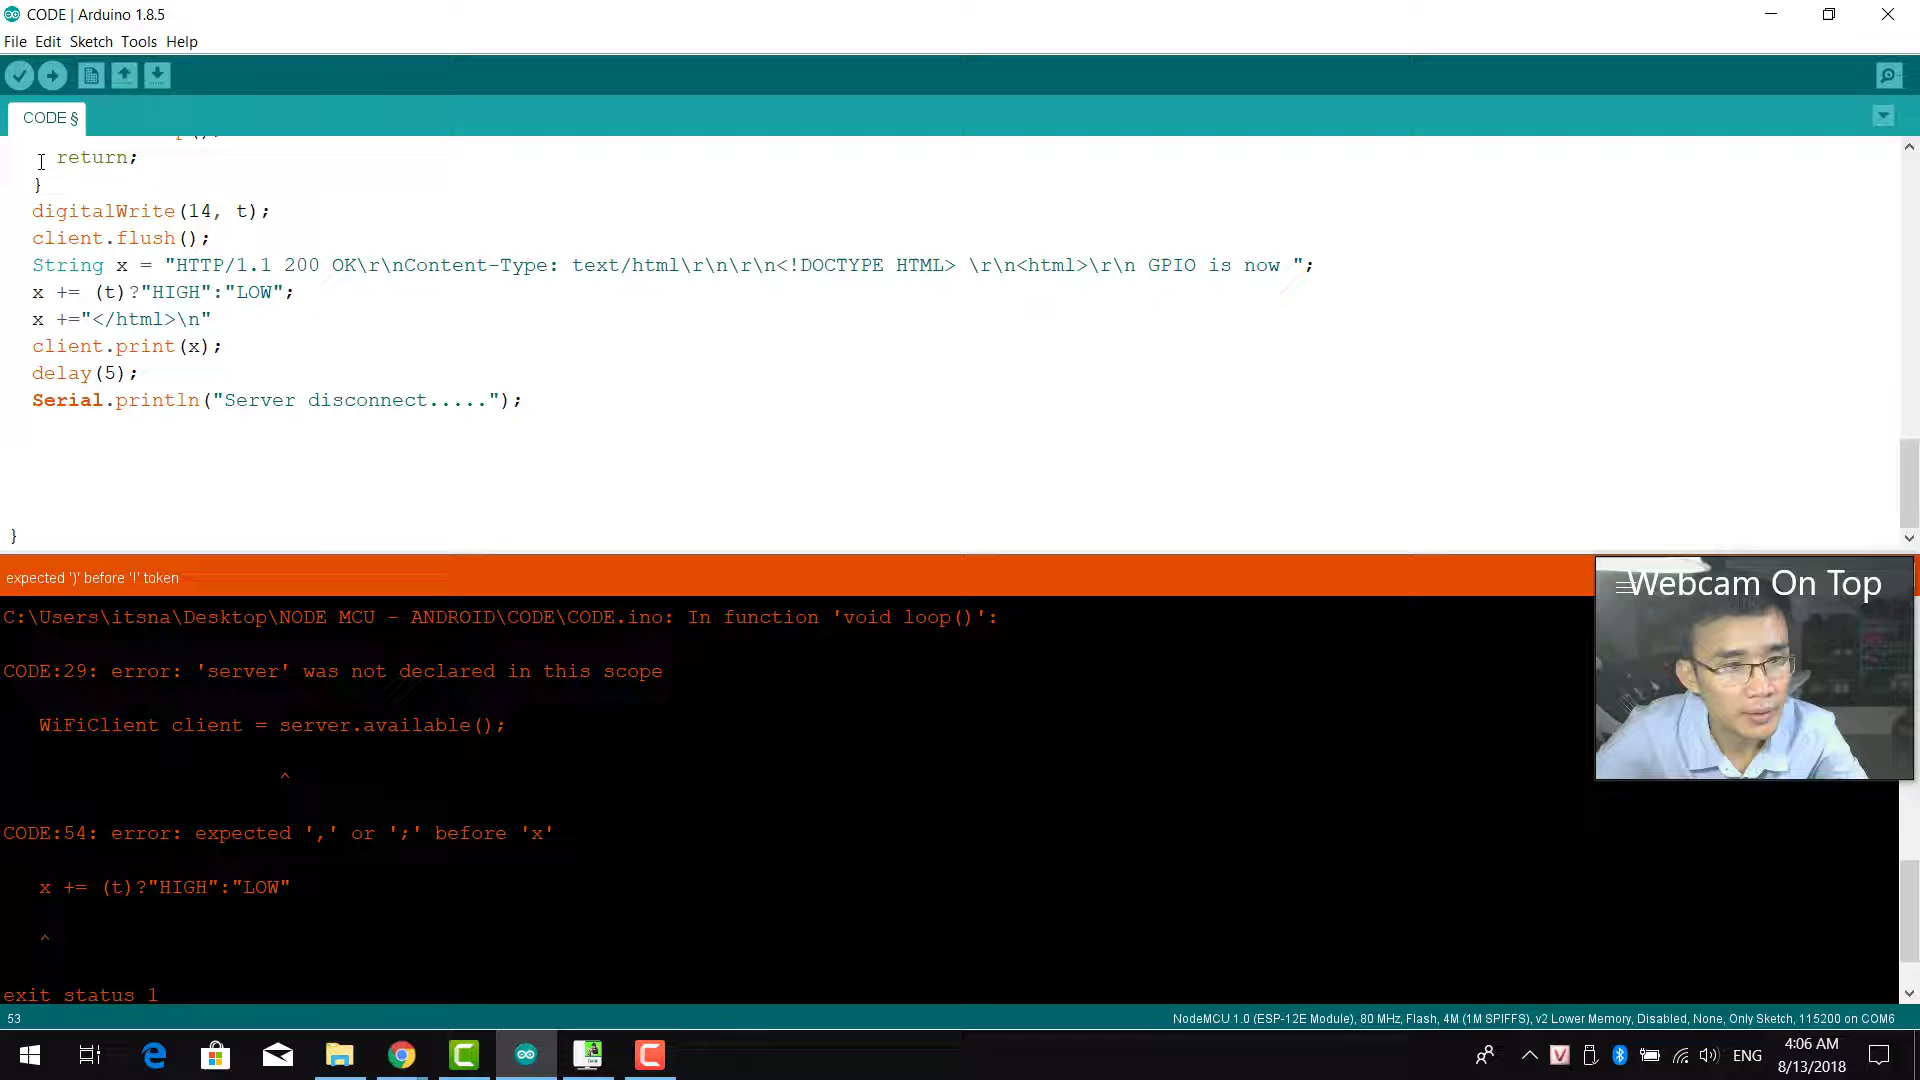 CODE | Arduino 1.8.5
File Edit Sketch Tools Help
CODE §
return;
}
digitalWrite(14, t);
client.flush();
String x = "HTTP/1.1 200 OK\r\nContent-Type: text/html\r\n\r\n<!DOCTYPE HTML> \r\n<html>\r\n GPIO is now ";
x += (t)?"HIGH":"LOW";
x +="</html>\n"
client.print(x);
delay(5);
Serial.println("Server disconnect.....");
}
expected ')' before '!' token
Webcam On Top
C:\Users\itsna\Desktop\NODE MCU - ANDROID\CODE\CODE.ino: In function 'void loop()':
CODE:29: error: 'server' was not declared in this scope
WiFiClient client = server.available();
^
CODE:54: error: expected ',' or ';' before 'x'
x += (t)?"HIGH":"LOW"
^
exit status 1
53
NodeMCU 1.0 (ESP-12E Module), 80 MHz, Flash, 4M (1M SPIFFS), v2 Lower Memory, Disabled, None, Only Sketch, 115200 on COM6
ENG
4:06 AM
8/13/2018